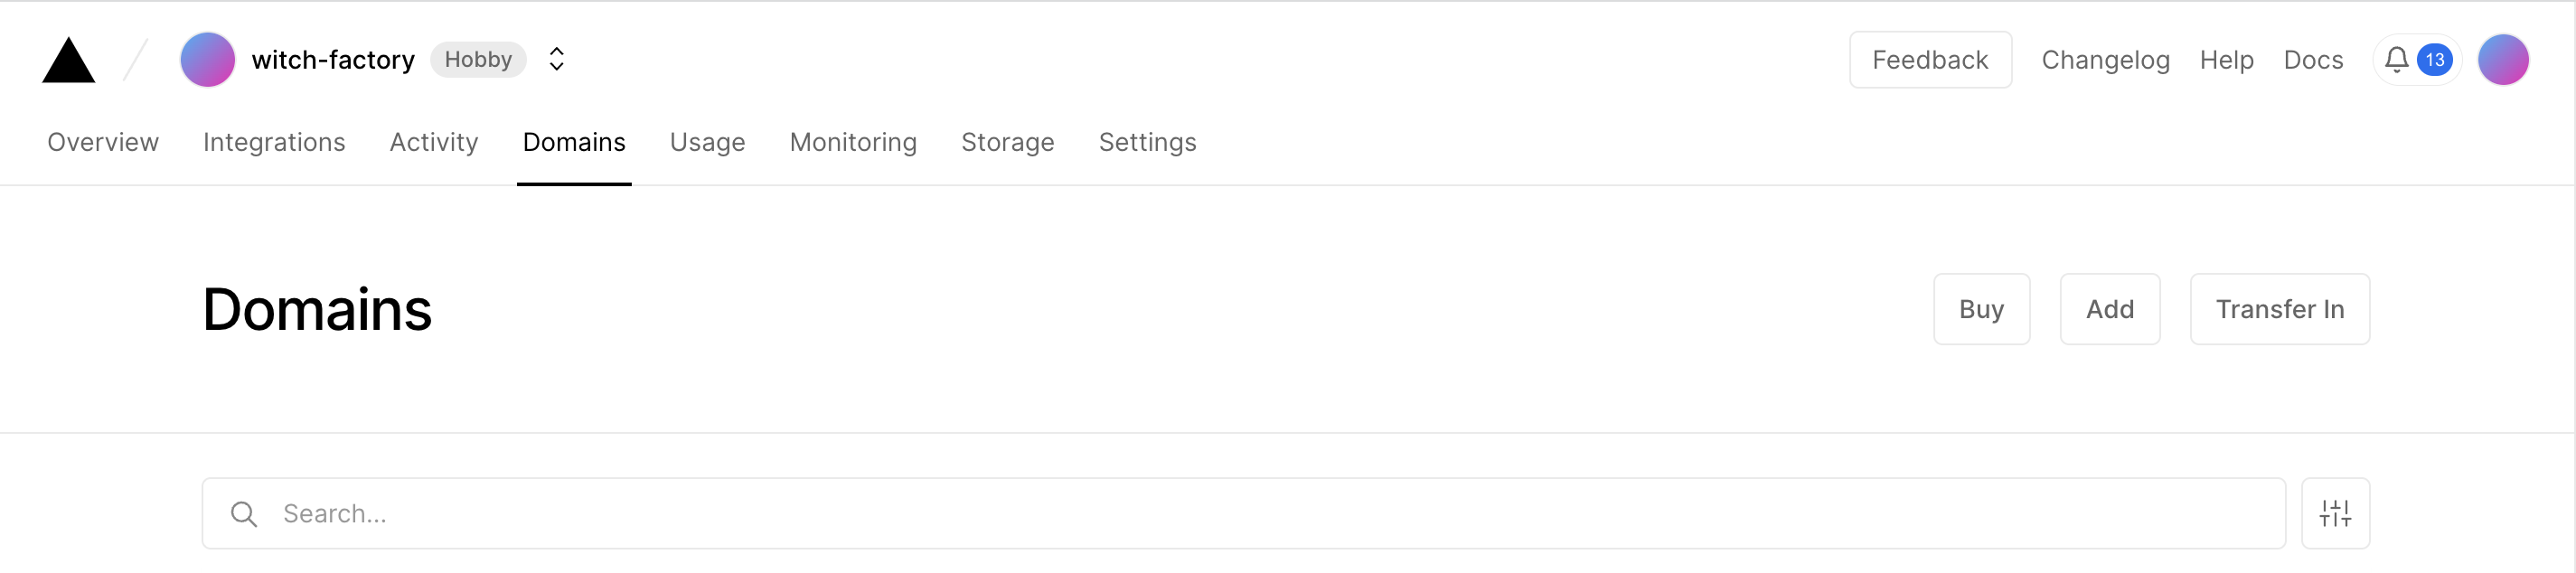 witch-factory Hobby Feedback Changelog Help Docs 13
Overview Integrations Activity Domains Usage Monitoring Storage Settings
Domains Buy Add Transfer In
Search...